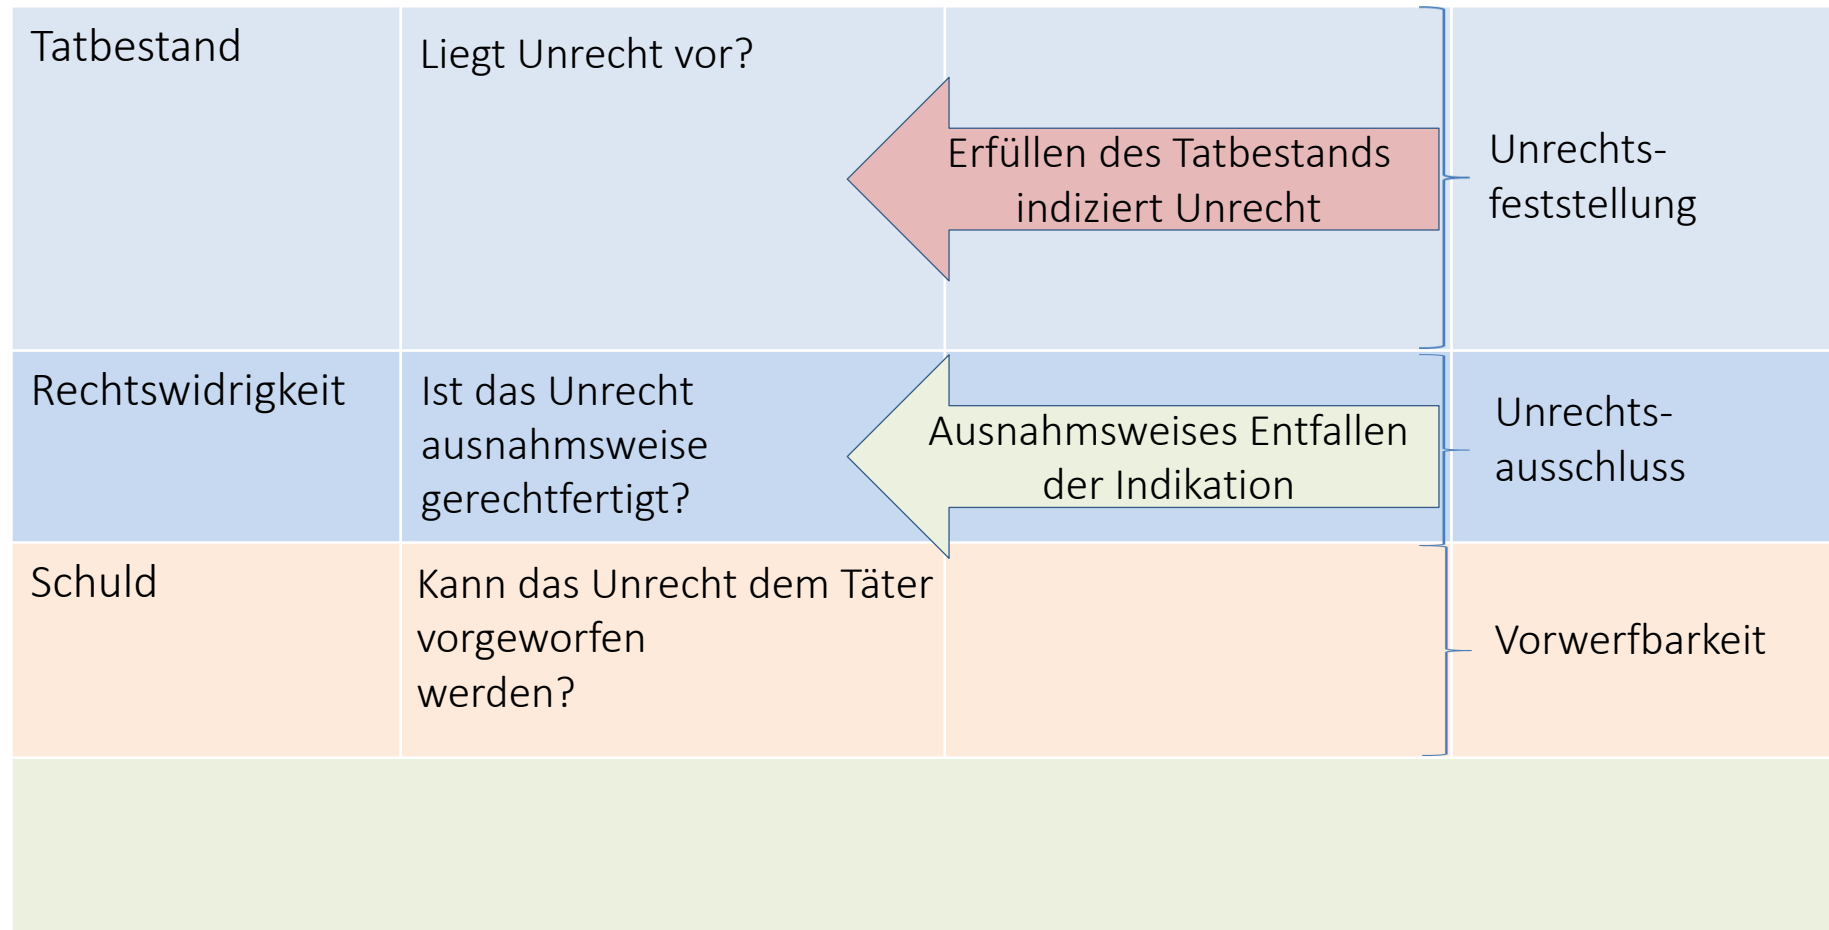 Tatbestand
Liegt Unrecht vor?
Erfüllen des Tatbestands
indiziert Unrecht
Unrechts-
feststellung
Rechtswidrigkeit
Ist das Unrecht
ausnahmsweise
gerechtfertigt?
Ausnahmsweises Entfallen
der Indikation
Unrechts-
ausschluss
Schuld
Kann das Unrecht dem Täter
vorgeworfen
werden?
Vorwerfbarkeit